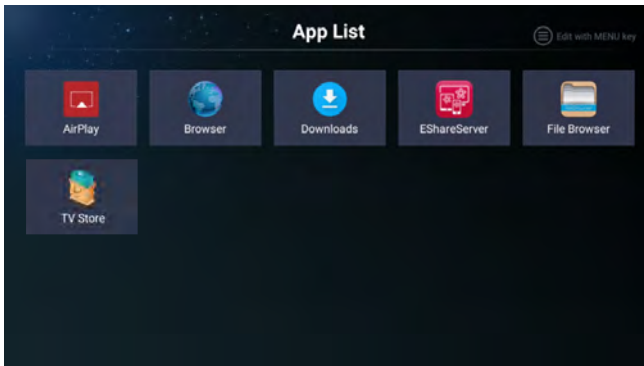 App List
Edit with MENU key
AirPlay
Browser
Downloads
EShareServer
File Browser
TV Store